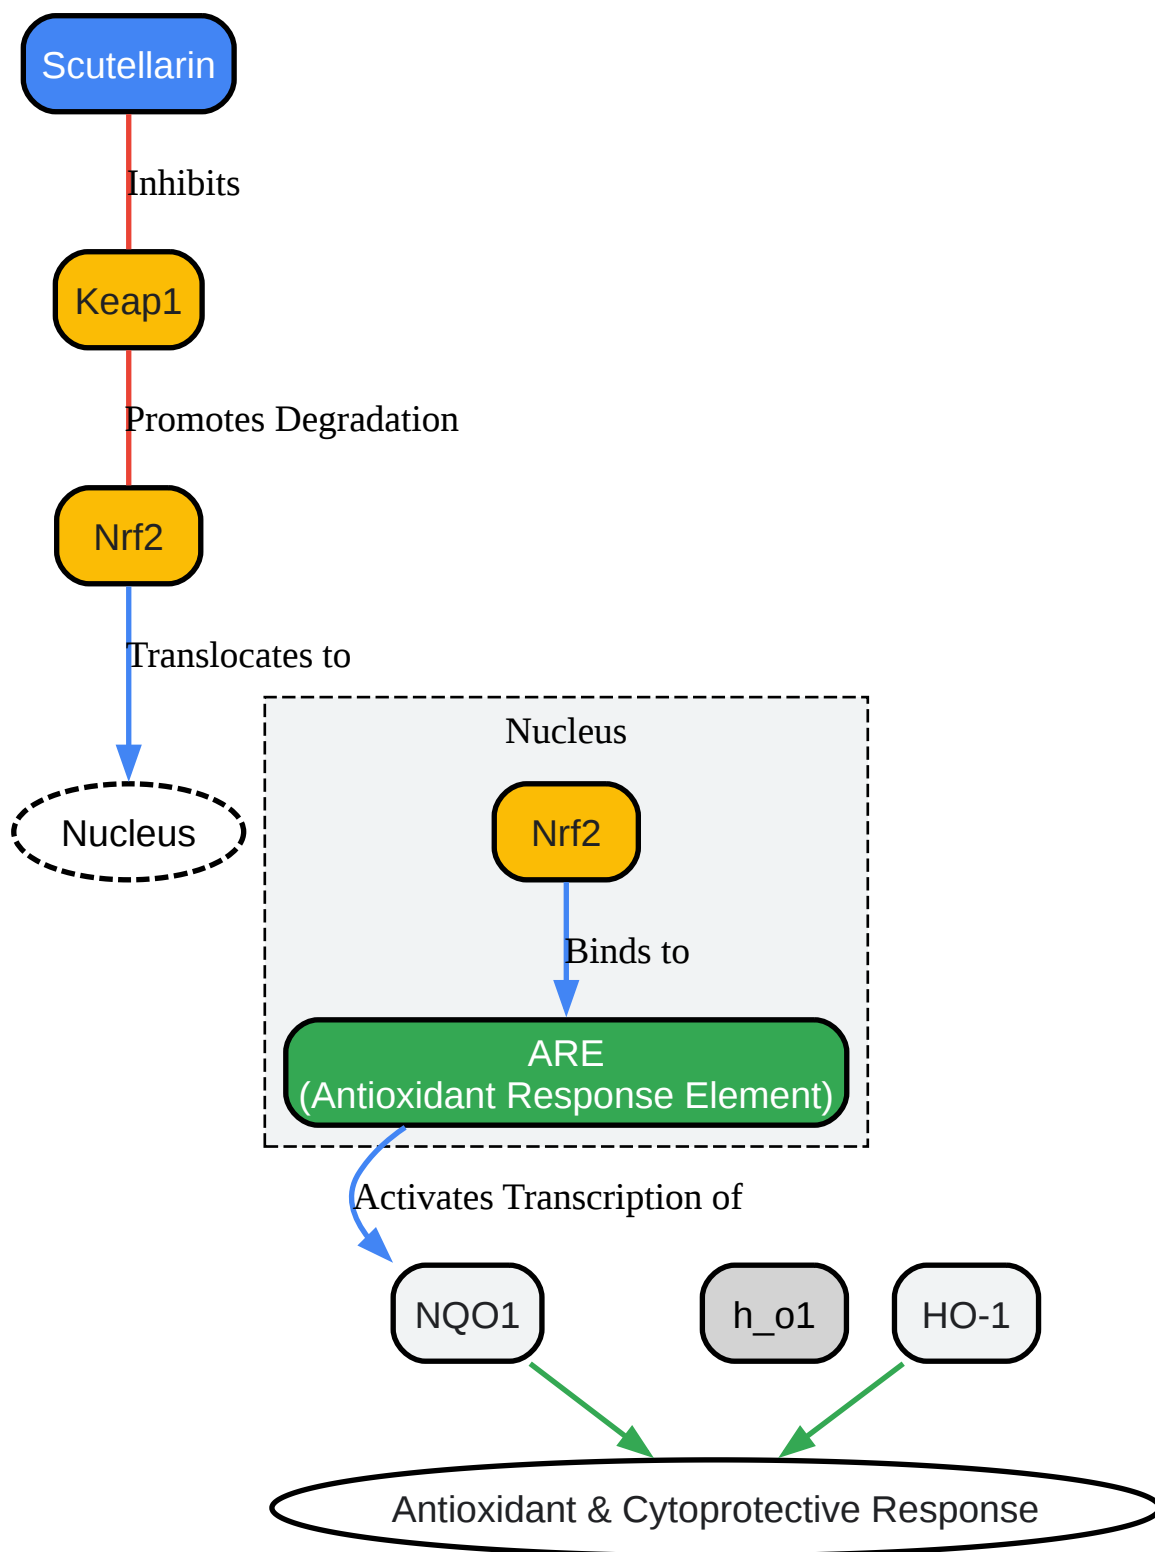 Scutellarin
Inhibits
Keap1
Promotes Degradation
Nrf2
Translocates to
Nucleus
Nucleus
Nrf2
Binds to
ARE
(Antioxidant Response Element)
Activates Transcription of
NQO1
h_o1
HO-1
Antioxidant & Cytoprotective Response